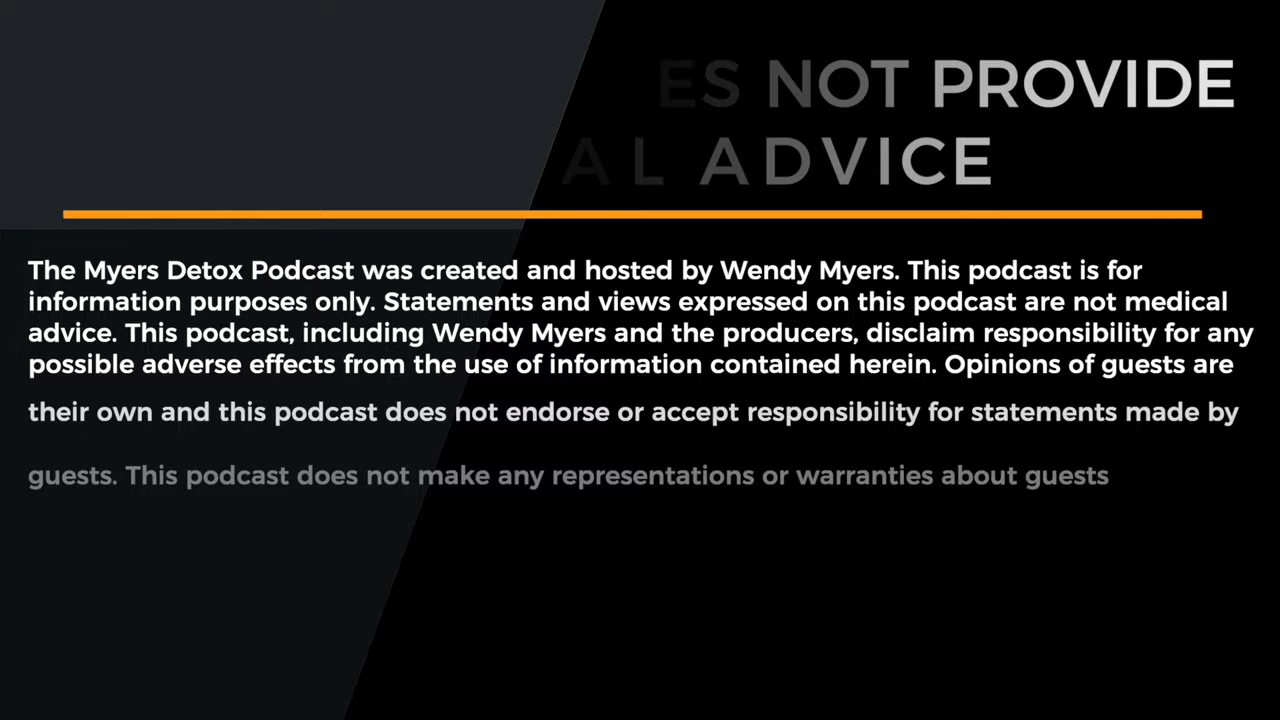 ES NOT PROVIDE
AL ADVICE
The Myers Detox Podcast was created and hosted by Wendy Myers. This podcast is for
information purposes only. Statements and views expressed on this podcast are not medical
advice. This podcast, including Wendy Myers and the producers, disclaim responsibility for any
possible adverse effects from the use of information contained herein. Opinions of guests are
their own and this podcast does not endorse or accept responsibility for statements made by
guests. This podcast does not make any representations or warranties about guests